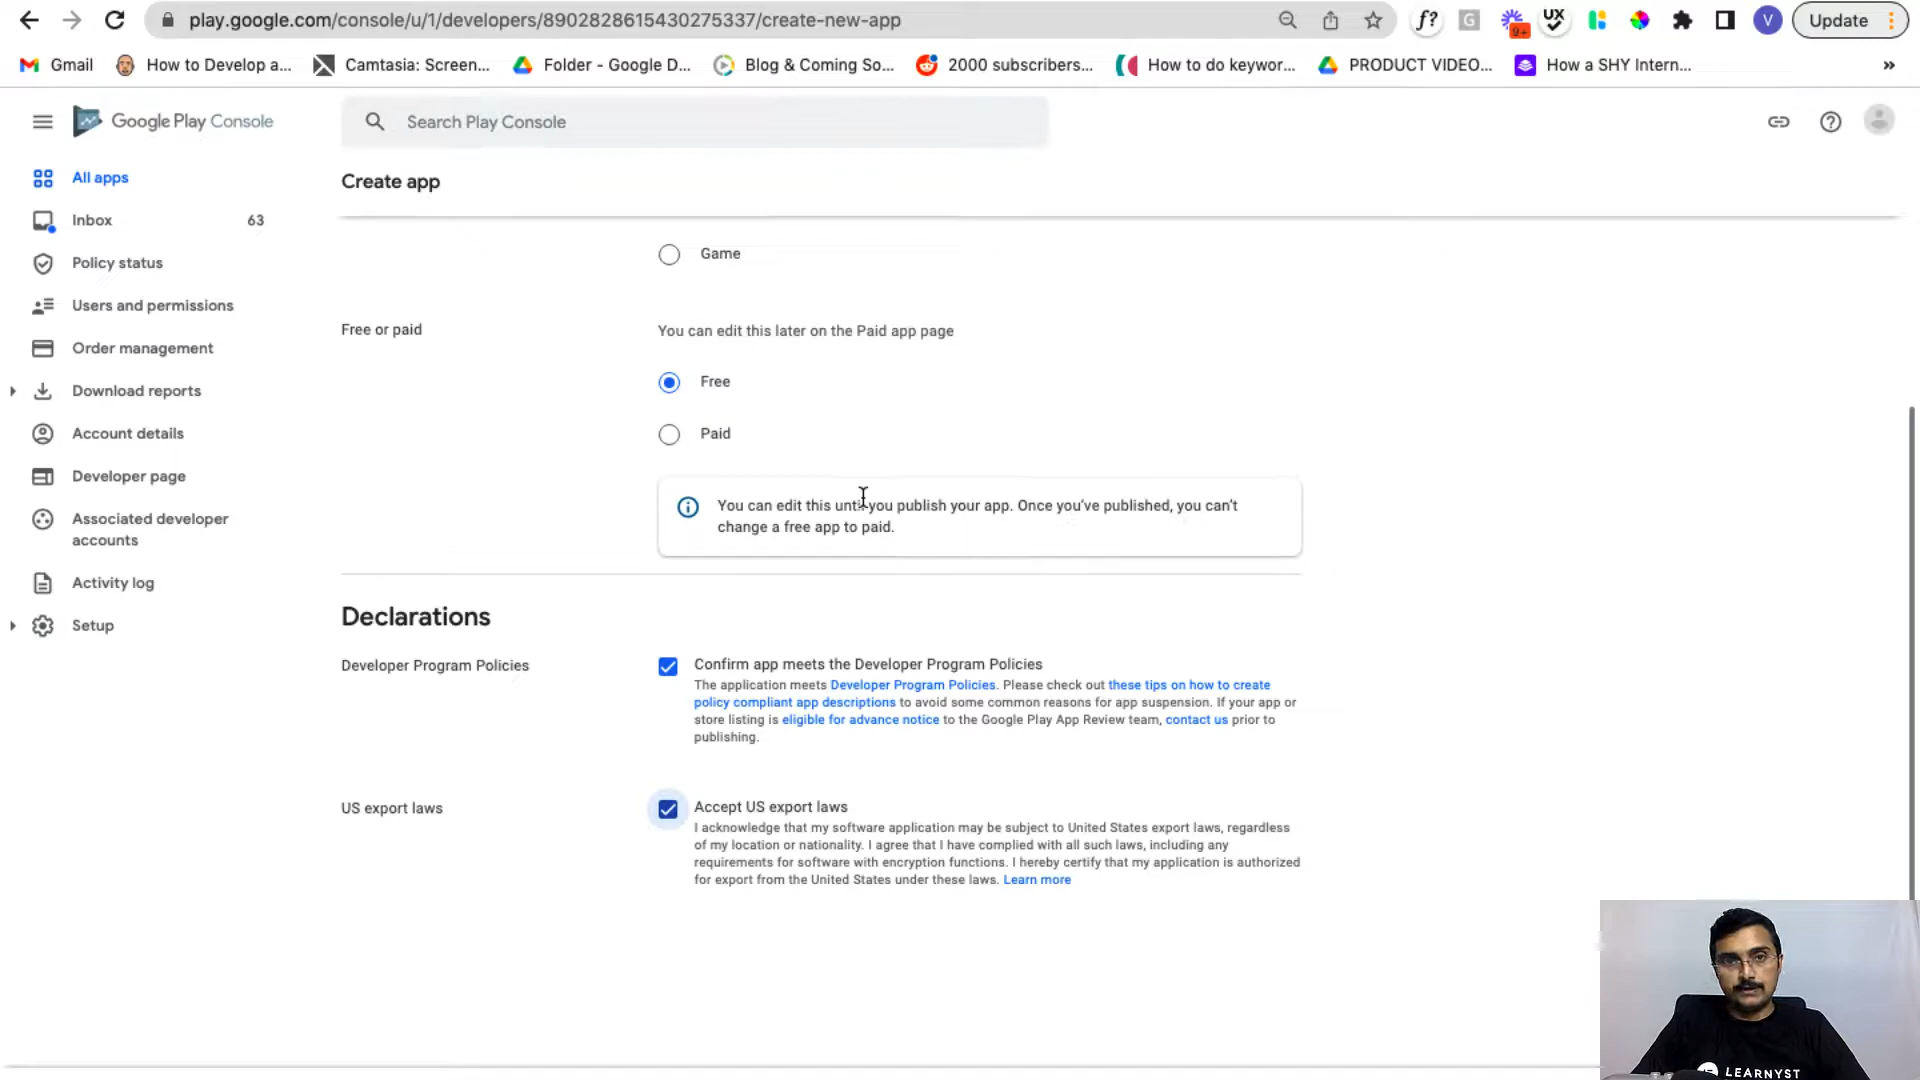 play.google.com/console/u/1/developers/8902828615430275337/create-new-app
f?
G
9+
UX
V
Update
Gmail
How to Develop a...
Camtasia: Screen...
Folder - Google D...
Blog & Coming So...
2000 subscribers...
How to do keywor...
PRODUCT VIDEO...
How a SHY Intern...
»
Google Play Console
Search Play Console
All apps
Inbox 63
Policy status
Users and permissions
Order management
Download reports
Account details
Developer page
Associated developer
accounts
Activity log
Setup
Create app
Game
Free or paid
You can edit this later on the Paid app page
Free
Paid
You can edit this until you publish your app. Once you've published, you can't
change a free app to paid.
Declarations
Developer Program Policies
Confirm app meets the Developer Program Policies
The application meets Developer Program Policies. Please check out these tips on how to create
policy compliant app descriptions to avoid some common reasons for app suspension. If your app or
store listing is eligible for advance notice to the Google Play App Review team, contact us prior to
publishing.
US export laws
Accept US export laws
I acknowledge that my software application may be subject to United States export laws, regardless
of my location or nationality. I agree that I have complied with all such laws, including any
requirements for software with encryption functions. I hereby certify that my application is authorized
for export from the United States under these laws. Learn more
LEARNYST